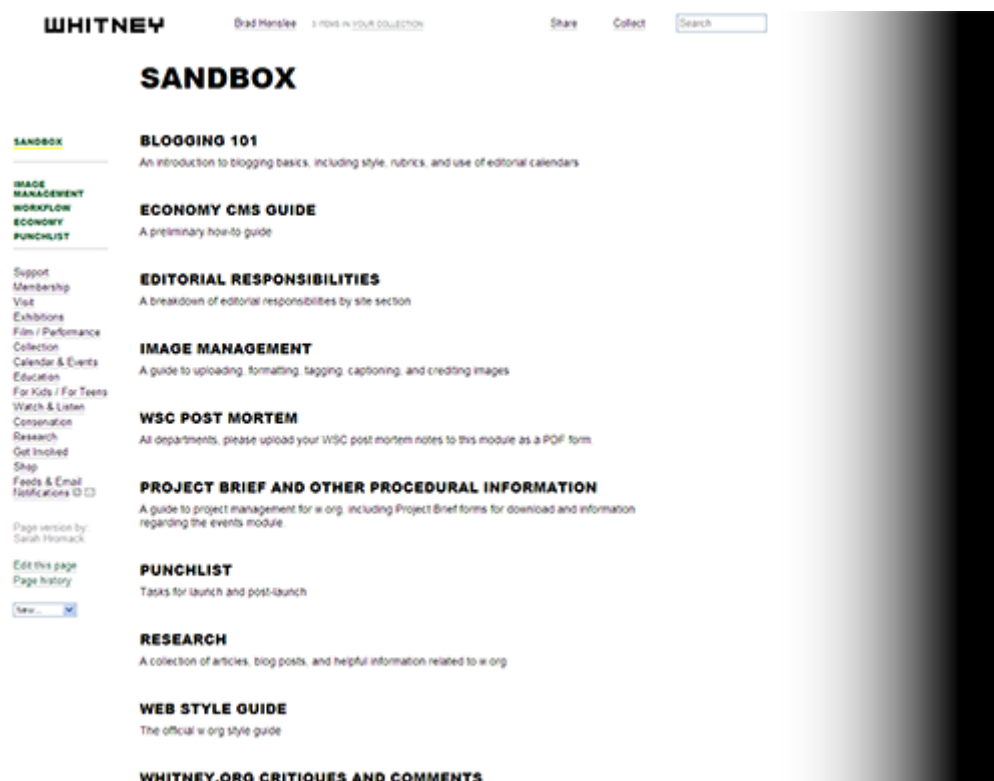 WHITNEY
Brad Henslee
3 ITEMS IN YOUR COLLECTION
Share
Collect
Search
SANDBOX
SANDBOX
IMAGE
MANAGEMENT
WORKFLOW
ECONOMY
PUNCHLIST
Support
Membership
Visit
Exhibitions
Film / Performance
Collection
Calendar & Events
Education
For Kids / For Teens
Watch & Listen
Conservation
Research
Get Involved
Shop
Feeds & Email
Notifications
Page version by:
Sarah Hromack
Edit this page
Page history
New...
BLOGGING 101
An introduction to blogging basics, including style, rubrics, and use of editorial calendars
ECONOMY CMS GUIDE
A preliminary how-to guide
EDITORIAL RESPONSIBILITIES
A breakdown of editorial responsibilities by site section
IMAGE MANAGEMENT
A guide to uploading, formatting, tagging, captioning, and crediting images
WSC POST MORTEM
All departments, please upload your WSC post mortem notes to this module as a PDF form.
PROJECT BRIEF AND OTHER PROCEDURAL INFORMATION
A guide to project management for w.org, including Project Brief forms for download and information
regarding the events module.
PUNCHLIST
Tasks for launch and post-launch
RESEARCH
A collection of articles, blog posts, and helpful information related to w.org
WEB STYLE GUIDE
The official w.org style guide
WHITNEY.ORG CRITIQUES AND COMMENTS